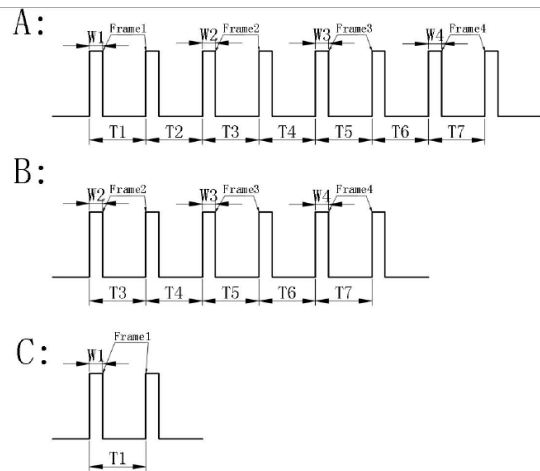 A:
W1 Frame1 W2 Frame2 W3 Frame3 W4 Frame4
T1 T2 T3 T4 T5 T6 T7
B:
W2 Frame2 W3 Frame3 W4 Frame4
T3 T4 T5 T6 T7
C:
W1 Frame1
T1